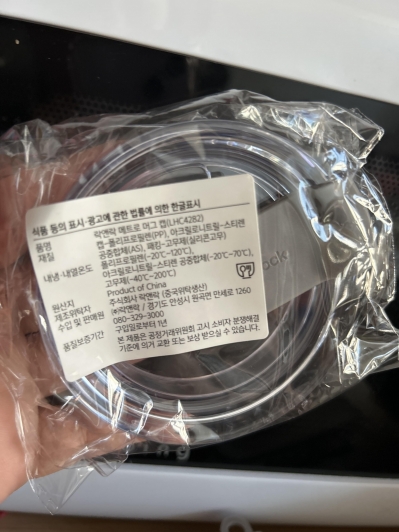 식품 등의 표시·광고에 관한 법률에 의한 한글표시
품명 락앤락 메트로 머그 캡(LHC4282)
재질 캡-폴리프로필렌(PP), 아크릴로니트릴-스티렌
공중합체(AS), 패킹-고무제(실리콘고무)
내냉·내열온도 폴리프로필렌(-20℃~120℃),
아크릴로니트릴-스티렌 공중합체(-20℃~70℃),
고무제(-40℃~200℃)
원산지 Product of China
제조위탁자 주식회사 락앤락 (중국위탁생산)
수입 및 판매원 ㈜락앤락 / 경기도 안성시 원곡면 만세로 1260
080-329-3000
품질보증기간 구입일로부터 1년
본 제품은 공정거래위원회 고시 소비자 분쟁해결
기준에 의거 교환 또는 보상 받으실 수 있습니다.
ock